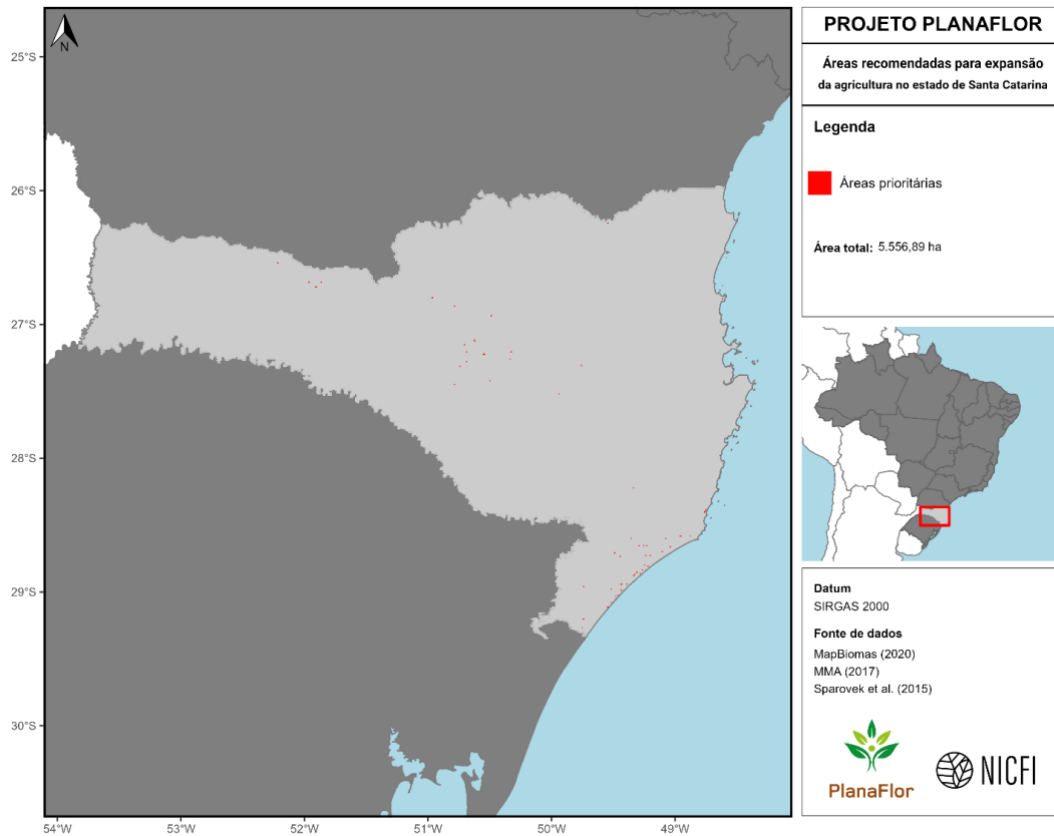 N
25°S
26°S
27°S
28°S
29°S
30°S
54°W
53°W
52°W
51°W
50°W
49°W
PROJETO PLANAFLOR
Áreas recomendadas para expansão
da agricultura no estado de Santa Catarina
Legenda
Áreas prioritárias
Área total: 5.556,89 ha
Datum
SIRGAS 2000
Fonte de dados
MapBiomas (2020)
MMA (2017)
Sparovek et al. (2015)
PlanaFlor
NICFI